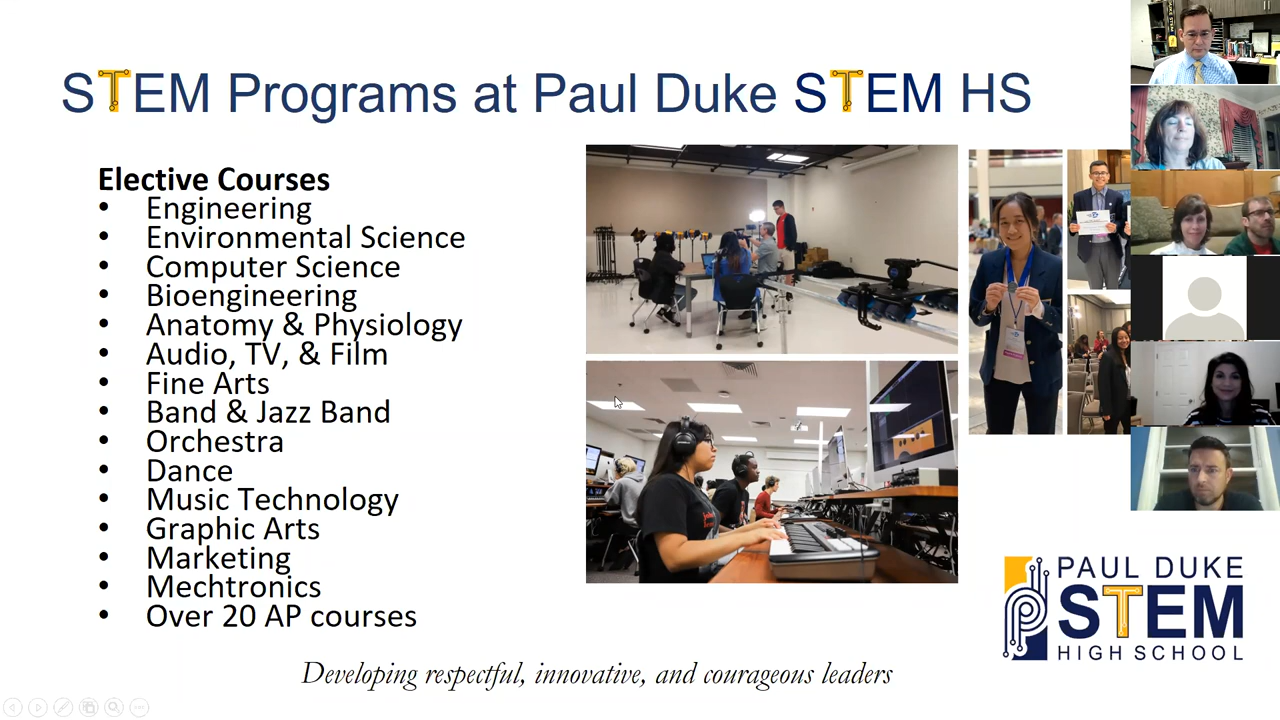 STEM Programs at Paul Duke STEM HS
Elective Courses
• Engineering
• Environmental Science
• Computer Science
• Bioengineering
• Anatomy & Physiology
• Audio, TV, & Film
• Fine Arts
• Band & Jazz Band
• Orchestra
• Dance
• Music Technology
• Graphic Arts
• Marketing
• Mechtronics
• Over 20 AP courses
Developing respectful, innovative, and courageous leaders
PAUL DUKE
STEM
HIGH SCHOOL